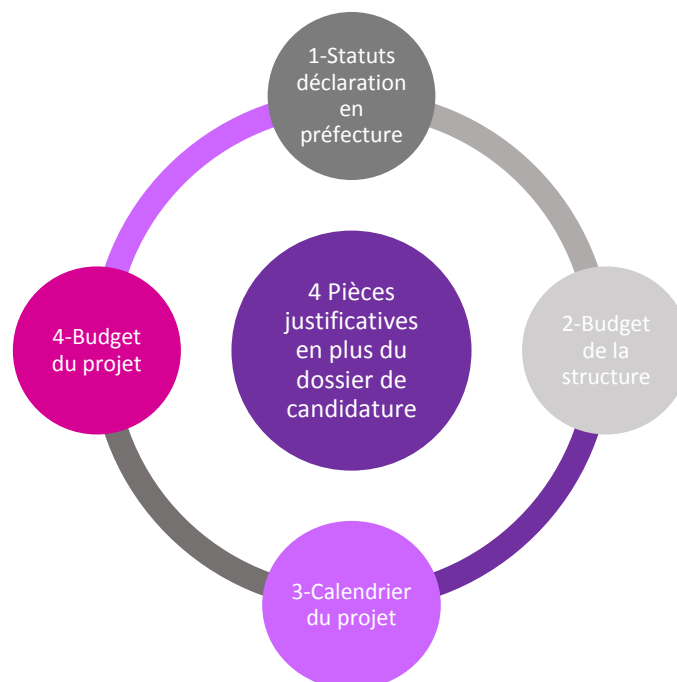 1-Statuts
déclaration
en
préfecture
2-Budget
de la
structure
3-Calendrier
du projet
4-Budget
du projet
4 Pièces
justificatives
en plus du
dossier de
candidature